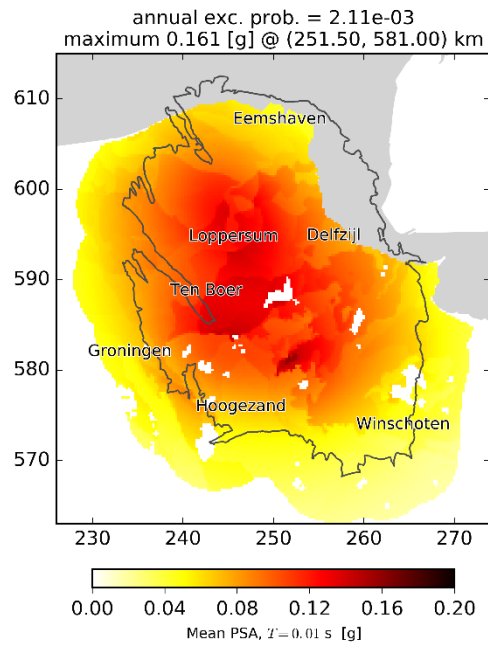 annual exc. prob. = 2.11e-03
maximum 0.161 [g] @ (251.50, 581.00) km
610
Eemshaven
600
Loppersum
Delfzijl
590
Ten Boer
Groningen
580
Hoogezand
Winschoten
570
230 240 250 260 270
0.00 0.04 0.08 0.12 0.16 0.20
Mean PSA, T=0.01 s [g]